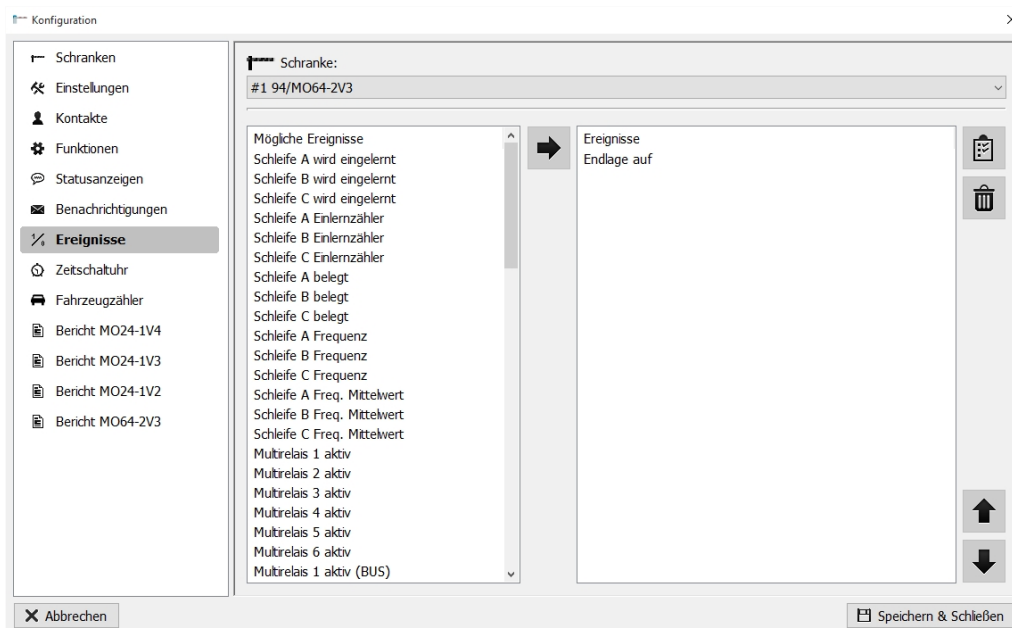 Konfiguration
Schranken
Einstellungen
Kontakte
Funktionen
Statusanzeigen
Benachrichtigungen
Ereignisse
Zeitschaltuhr
Fahrzeugzähler
Bericht MO24-1V4
Bericht MO24-1V3
Bericht MO24-1V2
Bericht MO64-2V3
Schranke:
#1 94/MO64-2V3
Mögliche Ereignisse
Schleife A wird eingelernt
Schleife B wird eingelernt
Schleife C wird eingelernt
Schleife A Einlernzähler
Schleife B Einlernzähler
Schleife C Einlernzähler
Schleife A belegt
Schleife B belegt
Schleife C belegt
Schleife A Frequenz
Schleife B Frequenz
Schleife C Frequenz
Schleife A Freq. Mittelwert
Schleife B Freq. Mittelwert
Schleife C Freq. Mittelwert
Multirelais 1 aktiv
Multirelais 2 aktiv
Multirelais 3 aktiv
Multirelais 4 aktiv
Multirelais 5 aktiv
Multirelais 6 aktiv
Multirelais 1 aktiv (BUS)
Ereignisse
Endlage auf
Abbrechen
Speichern & Schließen